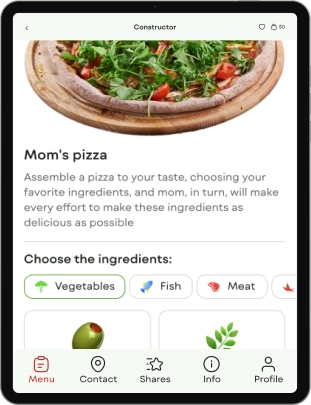 Constructor
50
Mom's pizza
Assemble a pizza to your taste, choosing your
favorite ingredients, and mom, in turn, will make
every effort to make these ingredients as
delicious as possible
Choose the ingredients:
Vegetables Fish Meat
Menu Contact Shares Info Profile